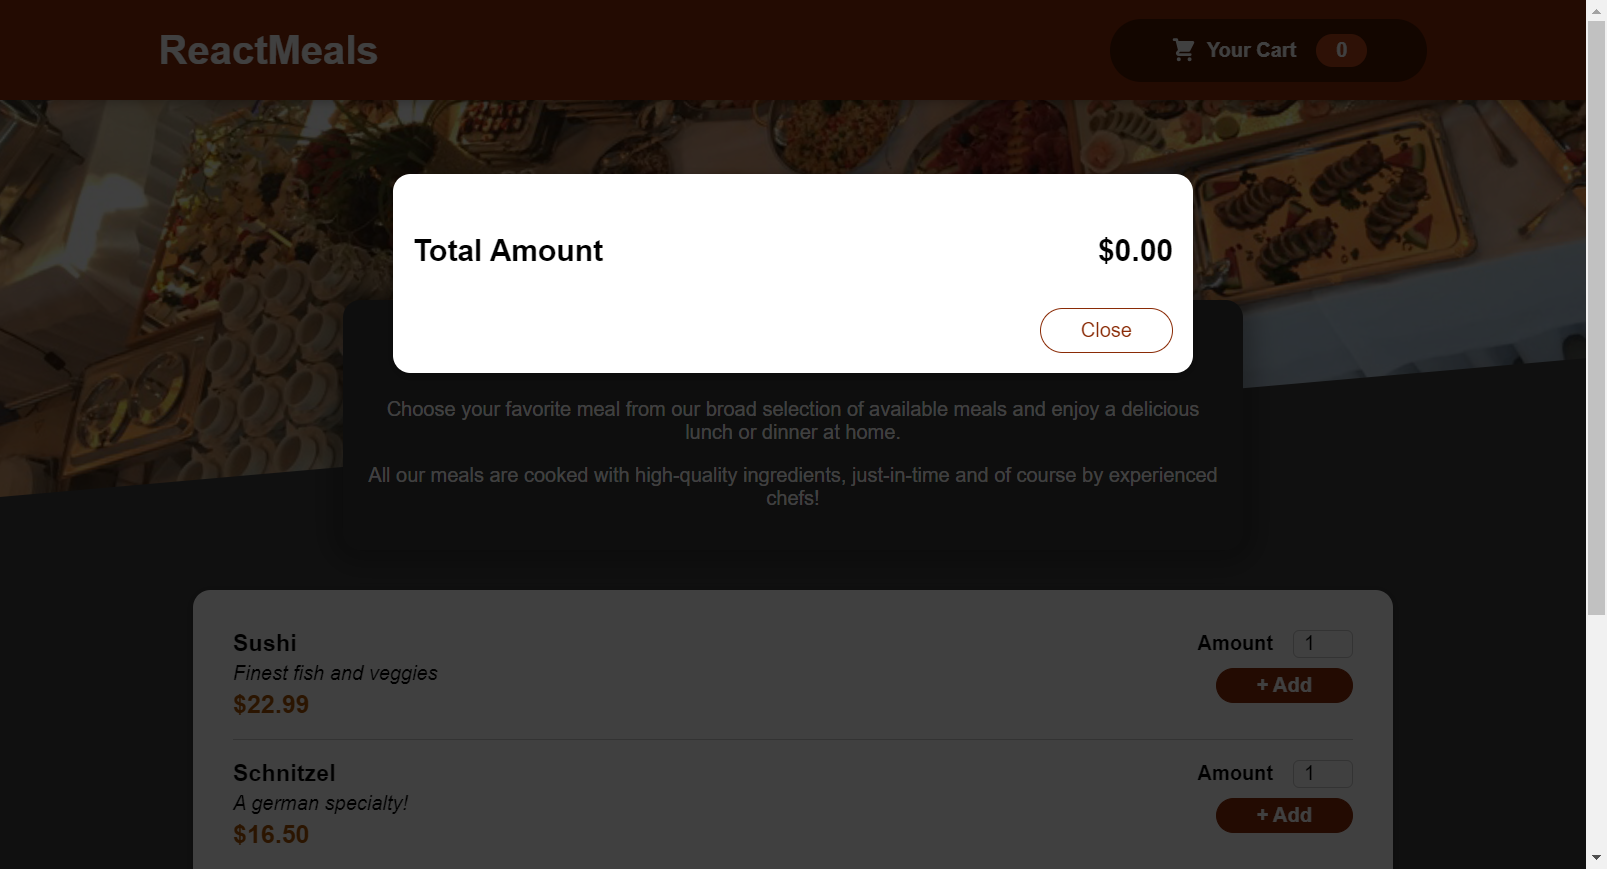 ReactMeals
Your Cart 0
Total Amount $0.00
Close
Choose your favorite meal from our broad selection of available meals and enjoy a delicious
lunch or dinner at home.
All our meals are cooked with high-quality ingredients, just-in-time and of course by experienced
chefs!
Sushi
Finest fish and veggies
$22.99
Amount 1
+ Add
Schnitzel
A german specialty!
$16.50
Amount 1
+ Add